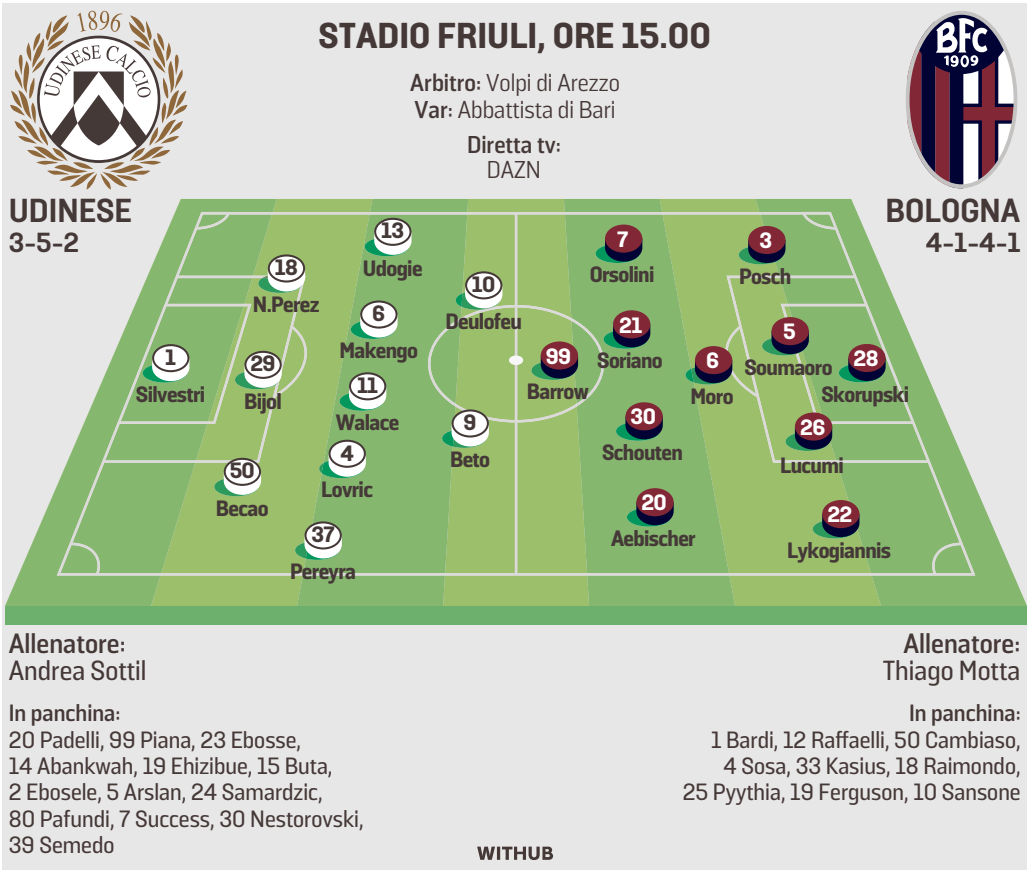 1896
UDINESE CALCIO
STADIO FRIULI, ORE 15.00
Arbitro: Volpi di Arezzo
Var: Abbattista di Bari
Diretta tv:
DAZN
BFC
1909
UDINESE
3-5-2
BOLOGNA
4-1-4-1
1
Silvestri
18
N.Perez
29
Bijol
50
Becao
13
Udogie
6
Makengo
11
Walace
4
Lovric
37
Pereyra
10
Deulofeu
9
Beto
99
Barrow
7
Orsolini
21
Soriano
30
Schouten
20
Aebischer
6
Moro
3
Posch
5
Soumaoro
26
Lucumi
22
Lykogiannis
28
Skorupski
Allenatore:
Andrea Sottil
In panchina:
20 Padelli, 99 Piana, 23 Ebosse,
14 Abankwah, 19 Ehizibue, 15 Buta,
2 Ebosele, 5 Arslan, 24 Samardzic,
80 Pafundi, 7 Success, 30 Nestorovski,
39 Semedo
Allenatore:
Thiago Motta
In panchina:
1 Bardi, 12 Raffaelli, 50 Cambiaso,
4 Sosa, 33 Kasius, 18 Raimondo,
25 Pyythia, 19 Ferguson, 10 Sansone
WITHUB